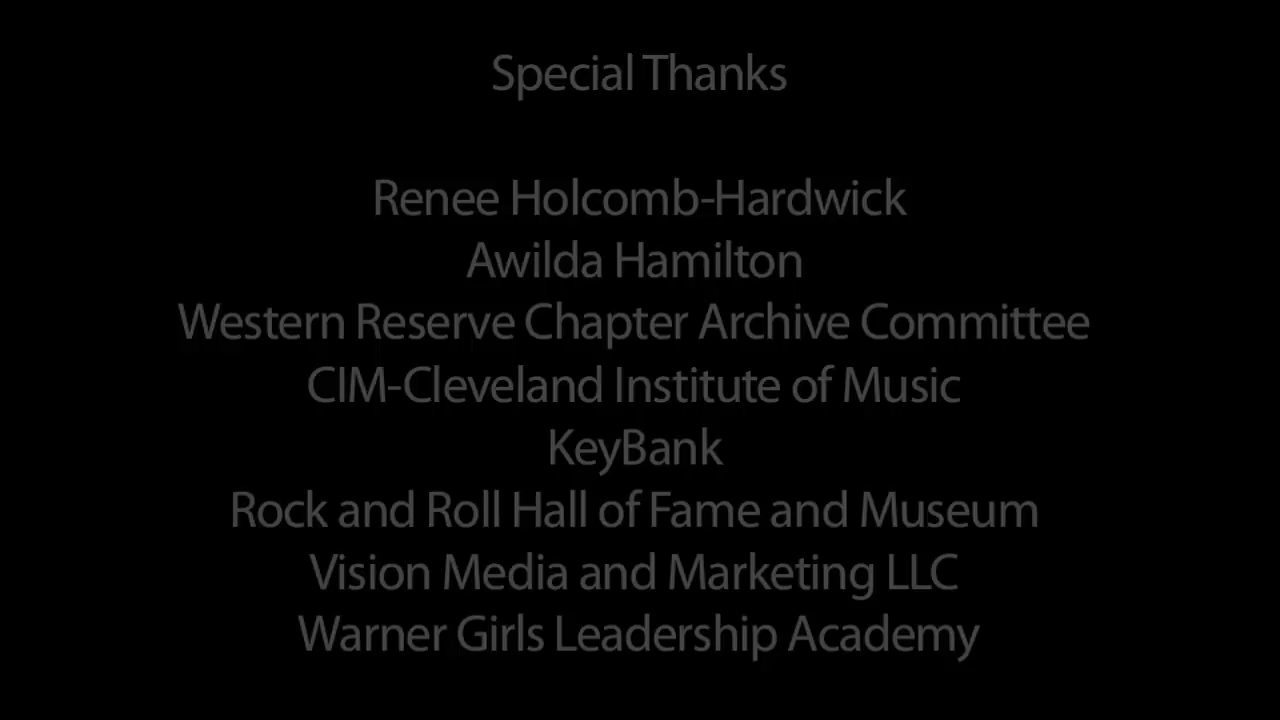 Special Thanks
Renee Holcomb-Hardwick
Awilda Hamilton
Western Reserve Chapter Archive Committee
CIM-Cleveland Institute of Music
KeyBank
Rock and Roll Hall of Fame and Museum
Vision Media and Marketing LLC
Warner Girls Leadership Academy